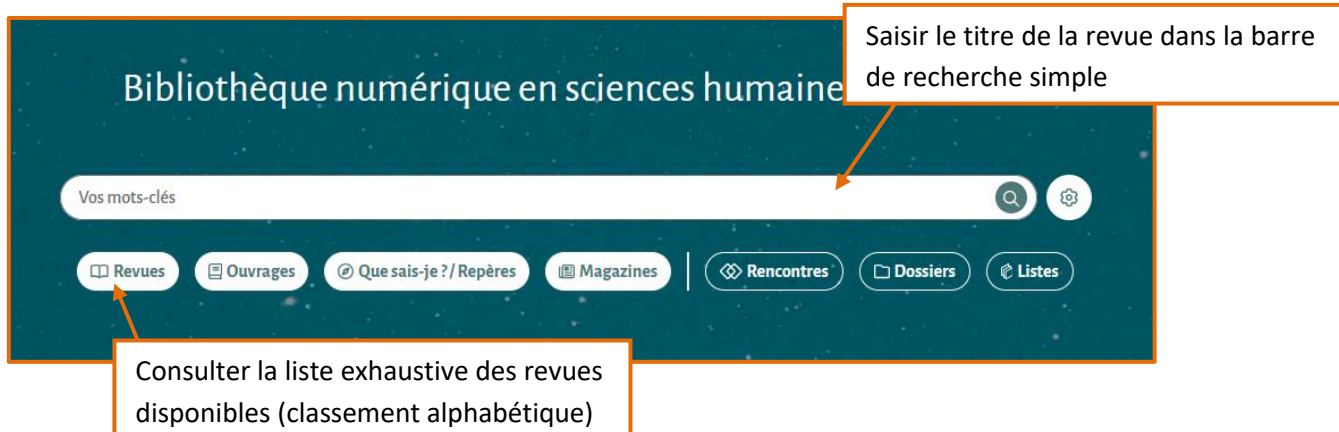 Saisir le titre de la revue dans la barre
de recherche simple
Bibliothèque numérique en sciences humaine
Vos mots-clés
Revues Ouvrages Que sais-je ? / Repères Magazines Rencontres Dossiers Listes
Consulter la liste exhaustive des revues
disponibles (classement alphabétique)